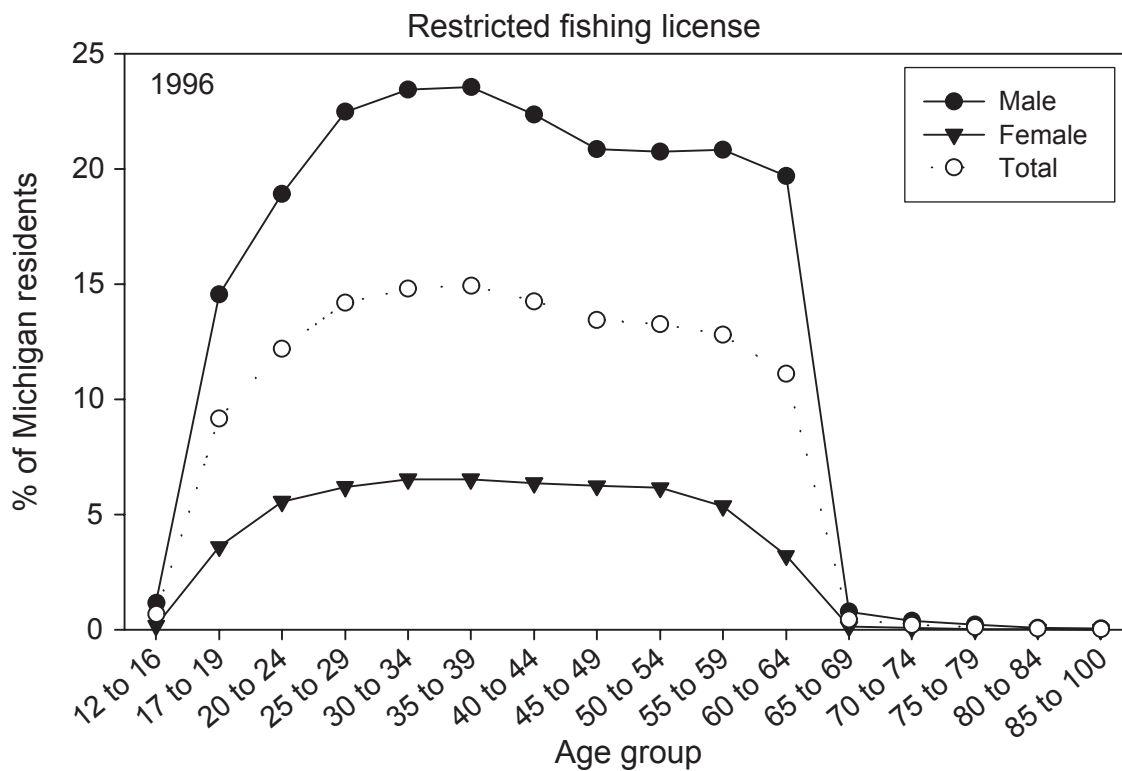 Restricted fishing license
1996
Male
Female
Total
% of Michigan residents
25
20
15
10
5
0
12 to 16
17 to 19
20 to 24
25 to 29
30 to 34
35 to 39
40 to 44
45 to 49
50 to 54
55 to 59
60 to 64
65 to 69
70 to 74
75 to 79
80 to 84
85 to 100
Age group